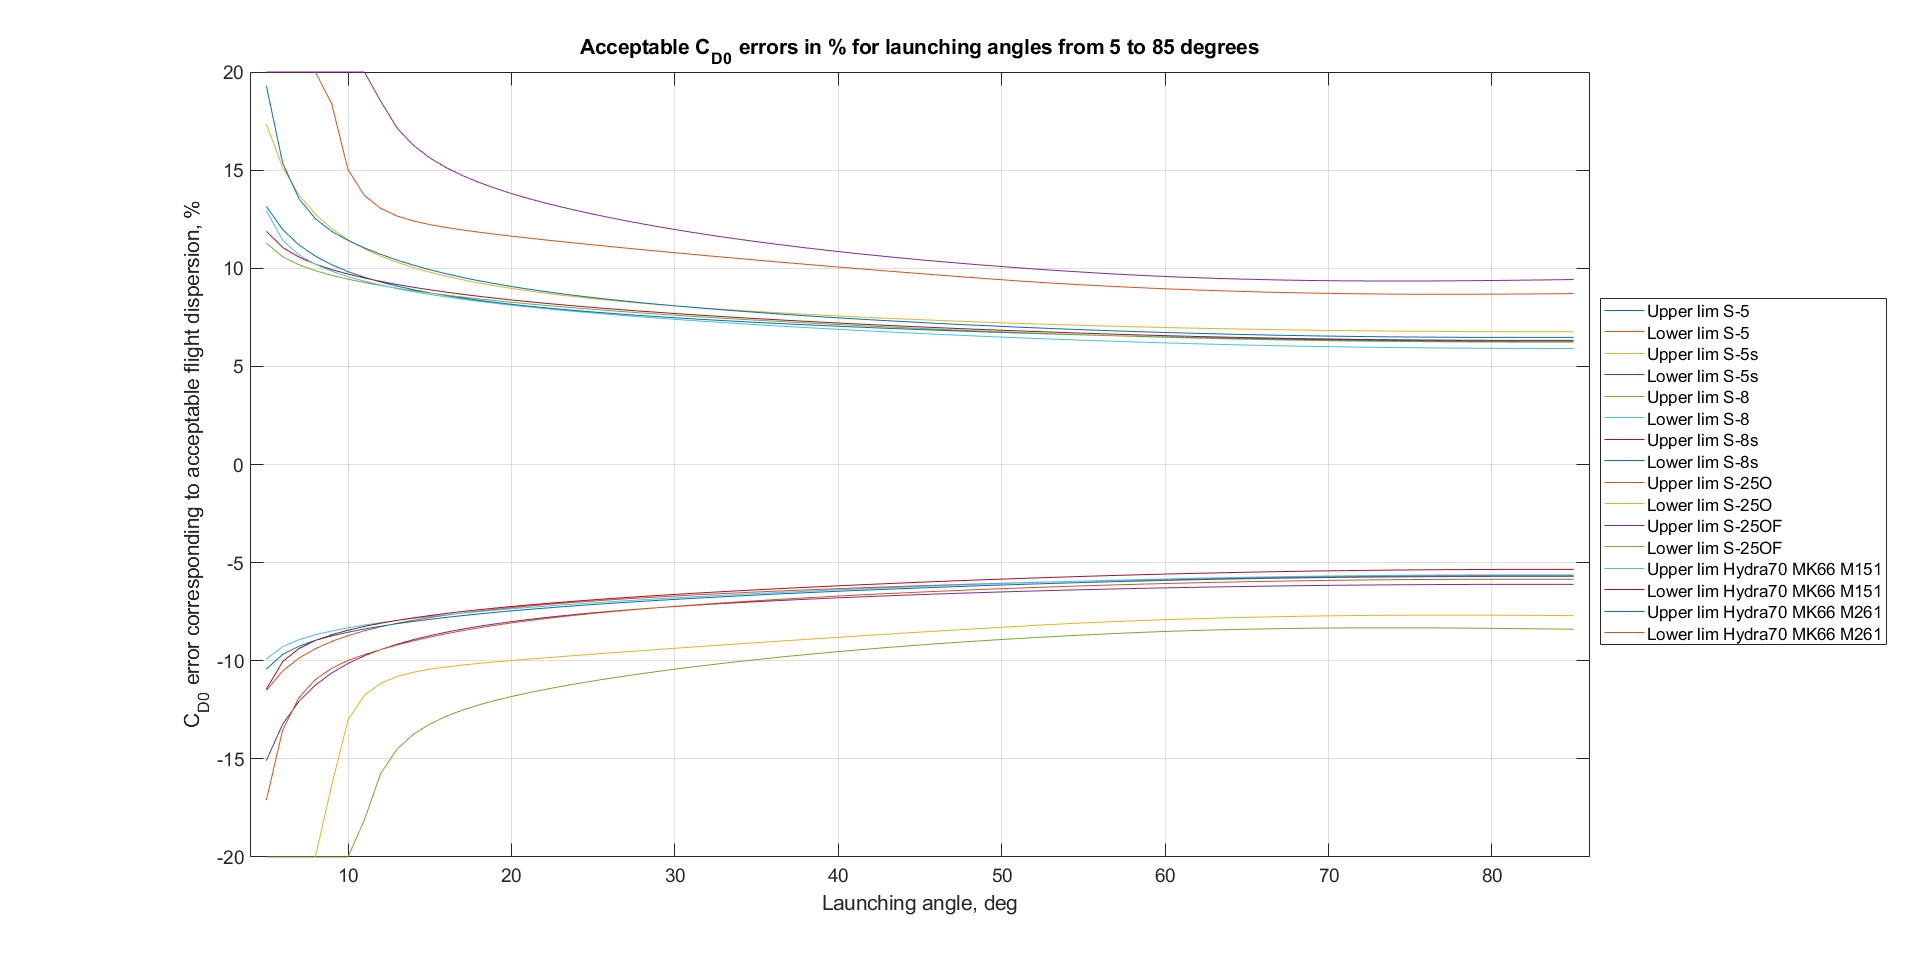 Acceptable C_D0 errors in % for launching angles from 5 to 85 degrees
C_D0 error corresponding to acceptable flight dispersion, %
20
15
10
5
0
-5
-10
-15
-20
10 20 30 40 50 60 70 80
Launching angle, deg
Upper lim S-5
Lower lim S-5
Upper lim S-5s
Lower lim S-5s
Upper lim S-8
Lower lim S-8
Upper lim S-8s
Lower lim S-8s
Upper lim S-25O
Lower lim S-25O
Upper lim S-25OF
Lower lim S-25OF
Upper lim Hydra70 MK66 M151
Lower lim Hydra70 MK66 M151
Upper lim Hydra70 MK66 M261
Lower lim Hydra70 MK66 M261